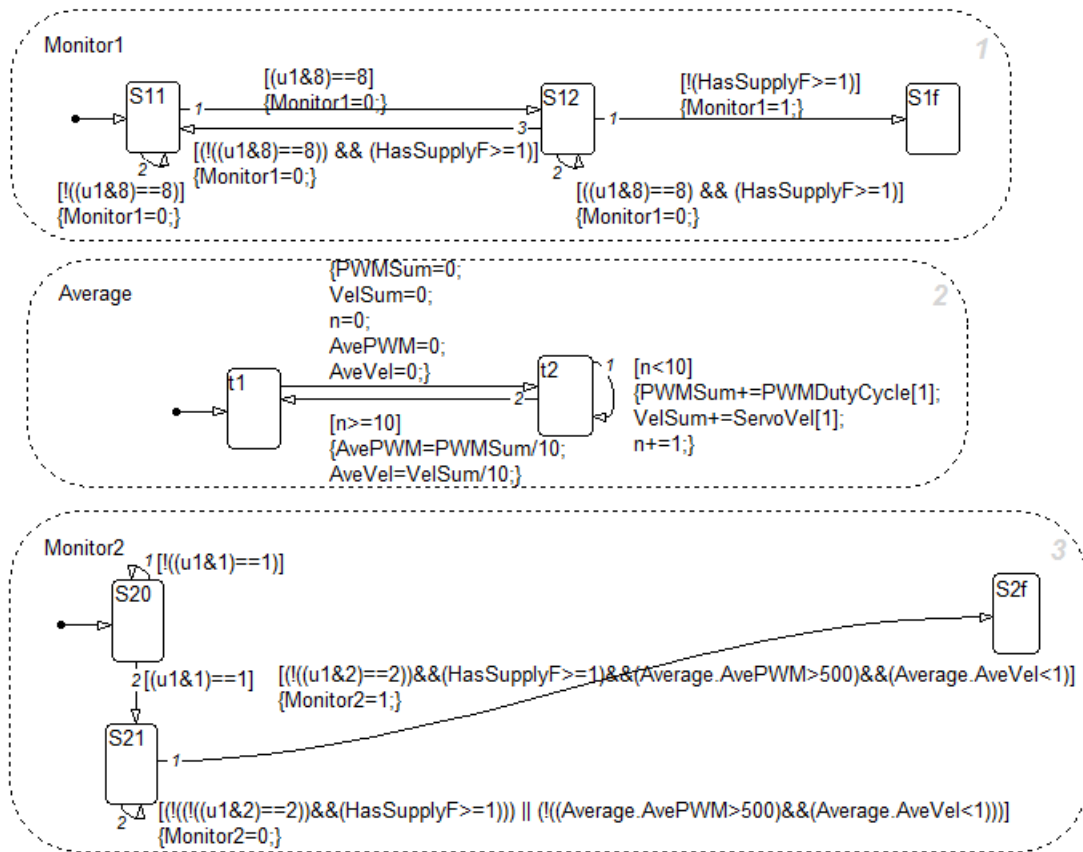 Monitor1
1
S11
1
[(u1&8)==8]
{Monitor1=0;}
S12
1
[!(HasSupplyF>=1)]
{Monitor1=1;}
S1f
3
2
[(!((u1&8)==8)) && (HasSupplyF>=1)]
{Monitor1=0;}
2
[!((u1&8)==8)]
{Monitor1=0;}
[((u1&8)==8) && (HasSupplyF>=1)]
{Monitor1=0;}
Average
2
{PWMSum=0;
VelSum=0;
n=0;
AvePWM=0;
AveVel=0;}
t1
t2
1
2
[n<10]
{PWMSum+=PWMDutyCycle[1];
VelSum+=ServoVel[1];
n+=1;}
[n>=10]
{AvePWM=PWMSum/10;
AveVel=VelSum/10;}
Monitor2
3
1
[!((u1&1)==1)]
S20
S2f
2
[(u1&1)==1]
[(!((u1&2)==2))&&(HasSupplyF>=1)&&(Average.AvePWM>500)&&(Average.AveVel<1)]
{Monitor2=1;}
S21
1
2
[(!((!((u1&2)==2))&&(HasSupplyF>=1))) || (!((Average.AvePWM>500)&&(Average.AveVel<1)))]
{Monitor2=0;}